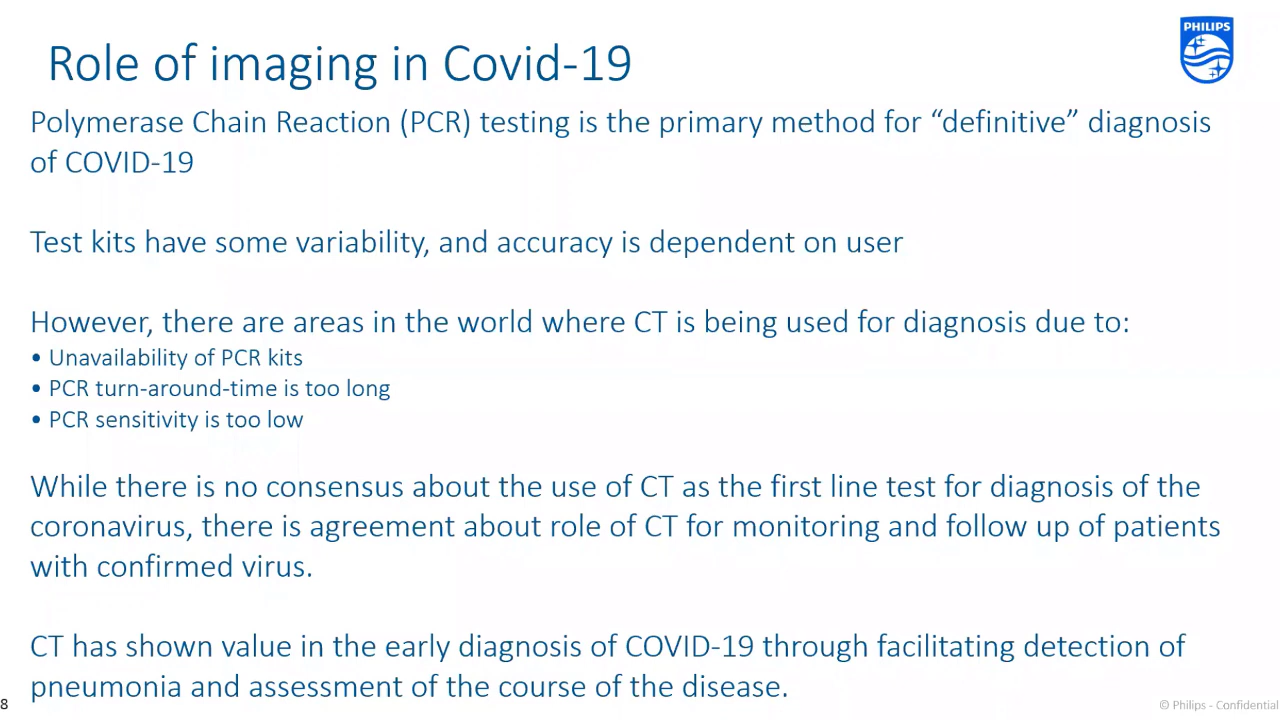 PHILIPS
Role of imaging in Covid-19
Polymerase Chain Reaction (PCR) testing is the primary method for “definitive” diagnosis
of COVID-19
Test kits have some variability, and accuracy is dependent on user
However, there are areas in the world where CT is being used for diagnosis due to:
• Unavailability of PCR kits
• PCR turn-around-time is too long
• PCR sensitivity is too low
While there is no consensus about the use of CT as the first line test for diagnosis of the
coronavirus, there is agreement about role of CT for monitoring and follow up of patients
with confirmed virus.
CT has shown value in the early diagnosis of COVID-19 through facilitating detection of
pneumonia and assessment of the course of the disease.
8
© Philips - Confidential